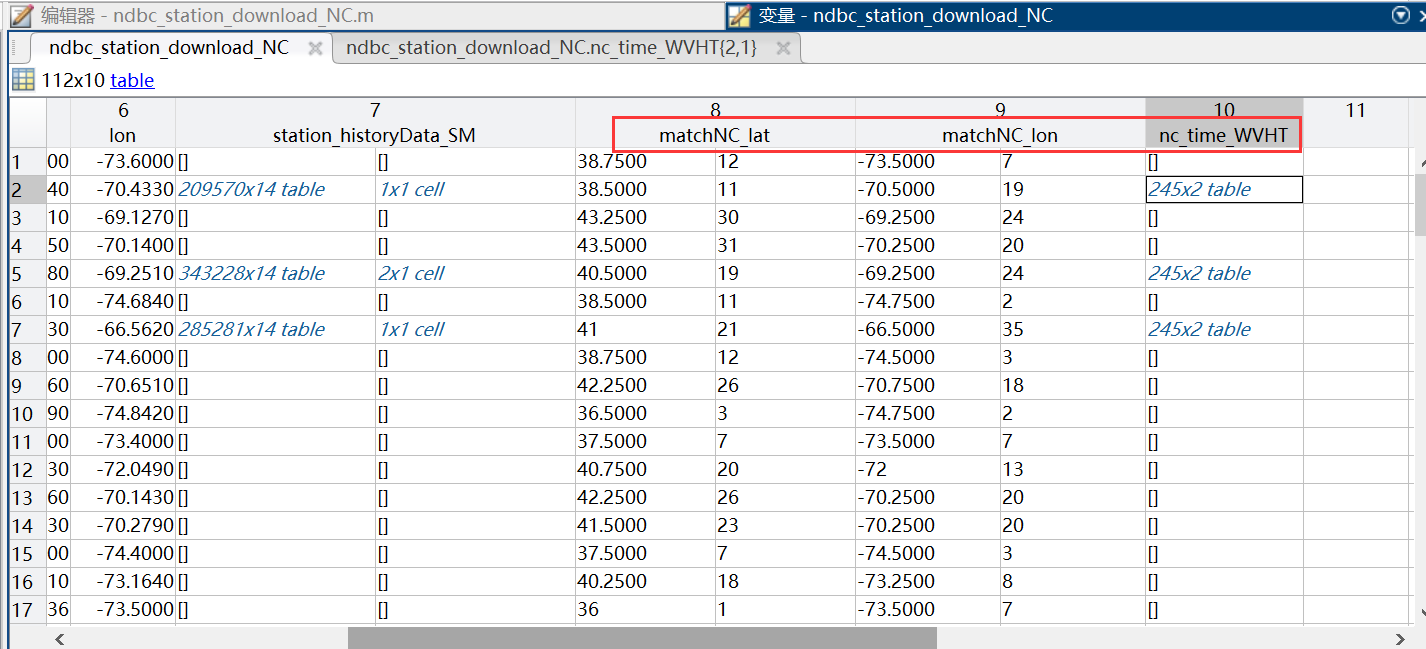 编辑器 - ndbc_station_download_NC.m 变量 - ndbc_station_download_NC
ndbc_station_download_NC ndbc_station_download_NC.nc_time_WVHT{2,1}
112x10 table
6 7 8 9 10 11
lon station_historyData_SM matchNC_lat matchNC_lon nc_time_WVHT
1 00 -73.6000 [] [] 38.7500 12 -73.5000 7 []
2 40 -70.4330 209570x14 table 1x1 cell 38.5000 11 -70.5000 19 245x2 table
3 10 -69.1270 [] [] 43.2500 30 -69.2500 24 []
4 50 -70.1400 [] [] 43.5000 31 -70.2500 20 []
5 80 -69.2510 343228x14 table 2x1 cell 40.5000 19 -69.2500 24 245x2 table
6 10 -74.6840 [] [] 38.5000 11 -74.7500 2 []
7 30 -66.5620 285281x14 table 1x1 cell 41 21 -66.5000 35 245x2 table
8 00 -74.6000 [] [] 38.7500 12 -74.5000 3 []
9 60 -70.6510 [] [] 42.2500 26 -70.7500 18 []
10 90 -74.8420 [] [] 36.5000 3 -74.7500 2 []
11 00 -73.4000 [] [] 37.5000 7 -73.5000 7 []
12 30 -72.0490 [] [] 40.7500 20 -72 13 []
13 60 -70.1430 [] [] 42.2500 26 -70.2500 20 []
14 30 -70.2790 [] [] 41.5000 23 -70.2500 20 []
15 00 -74.4000 [] [] 37.5000 7 -74.5000 3 []
16 10 -73.1640 [] [] 40.2500 18 -73.2500 8 []
17 36 -73.5000 [] [] 36 1 -73.5000 7 []